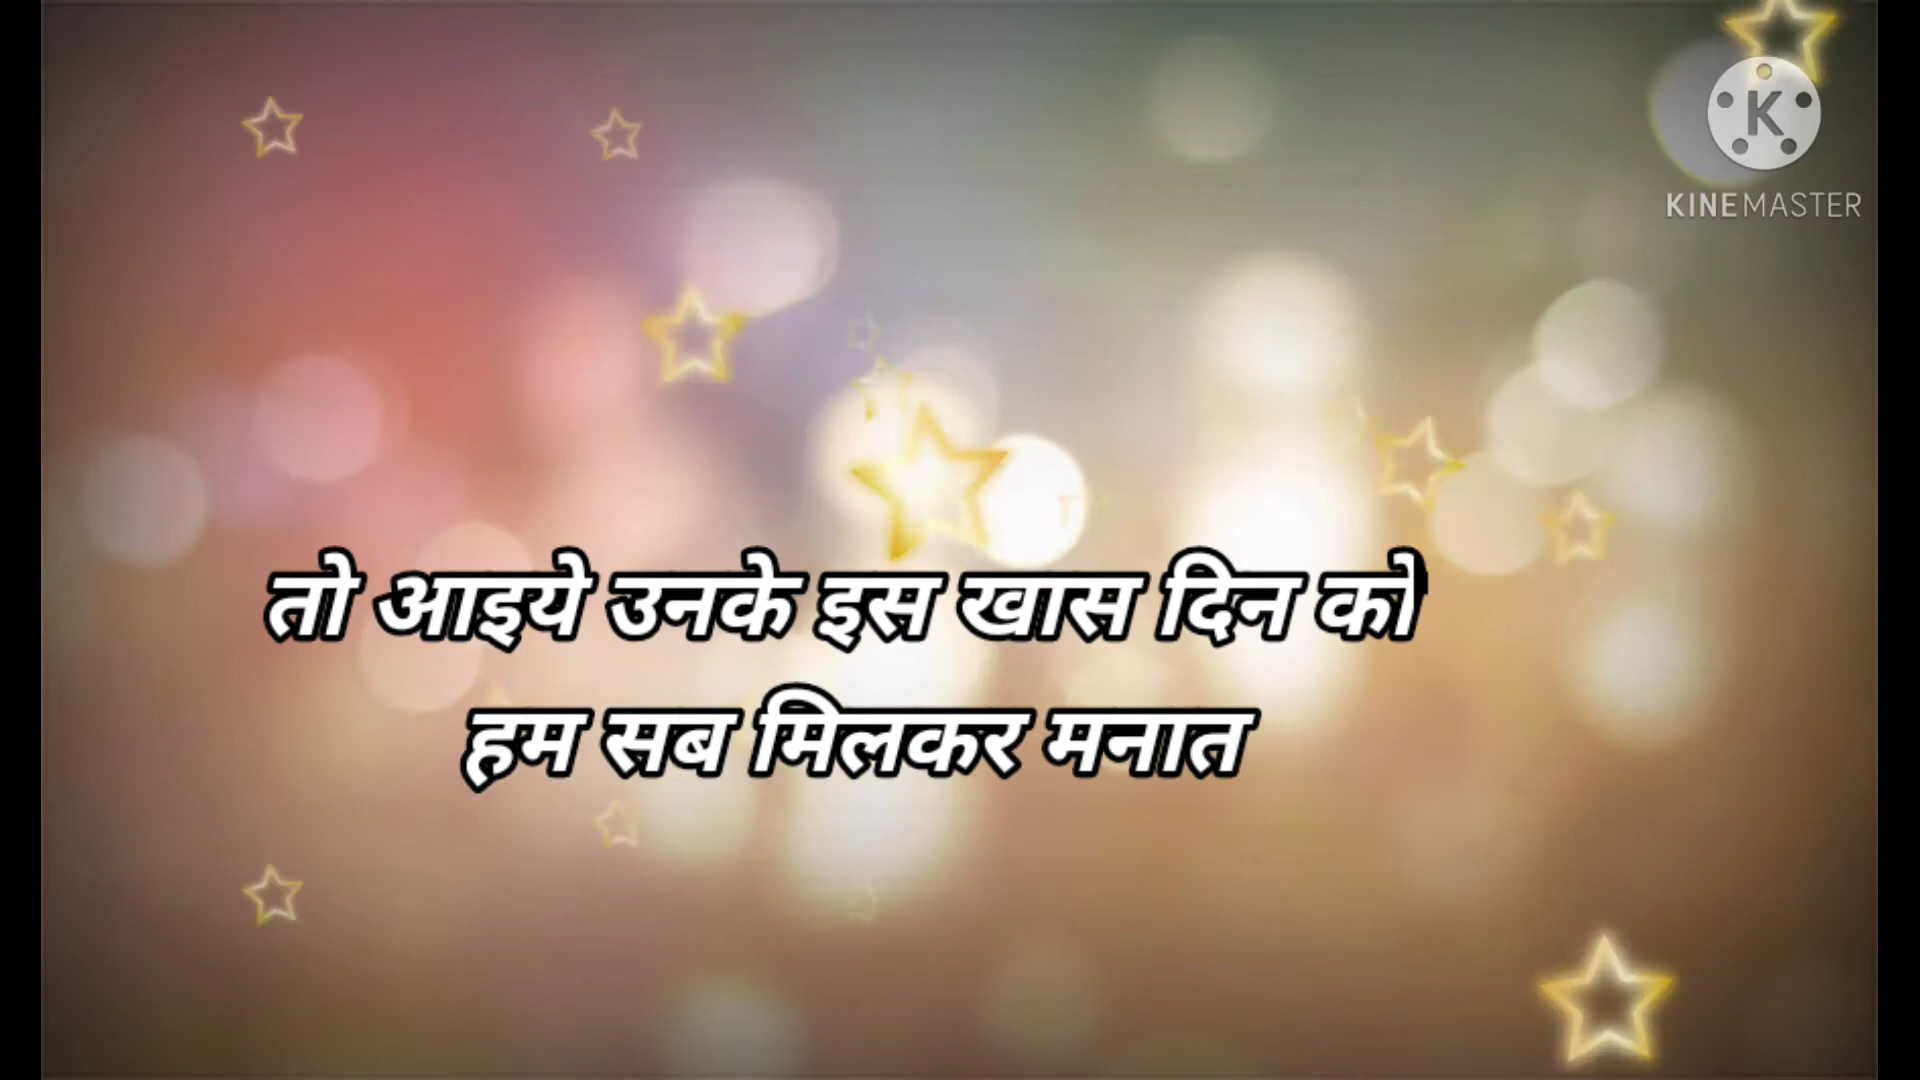 KINEMASTER
तो आइये उनके इस खास दिन को
हम सब मिलकर मनात